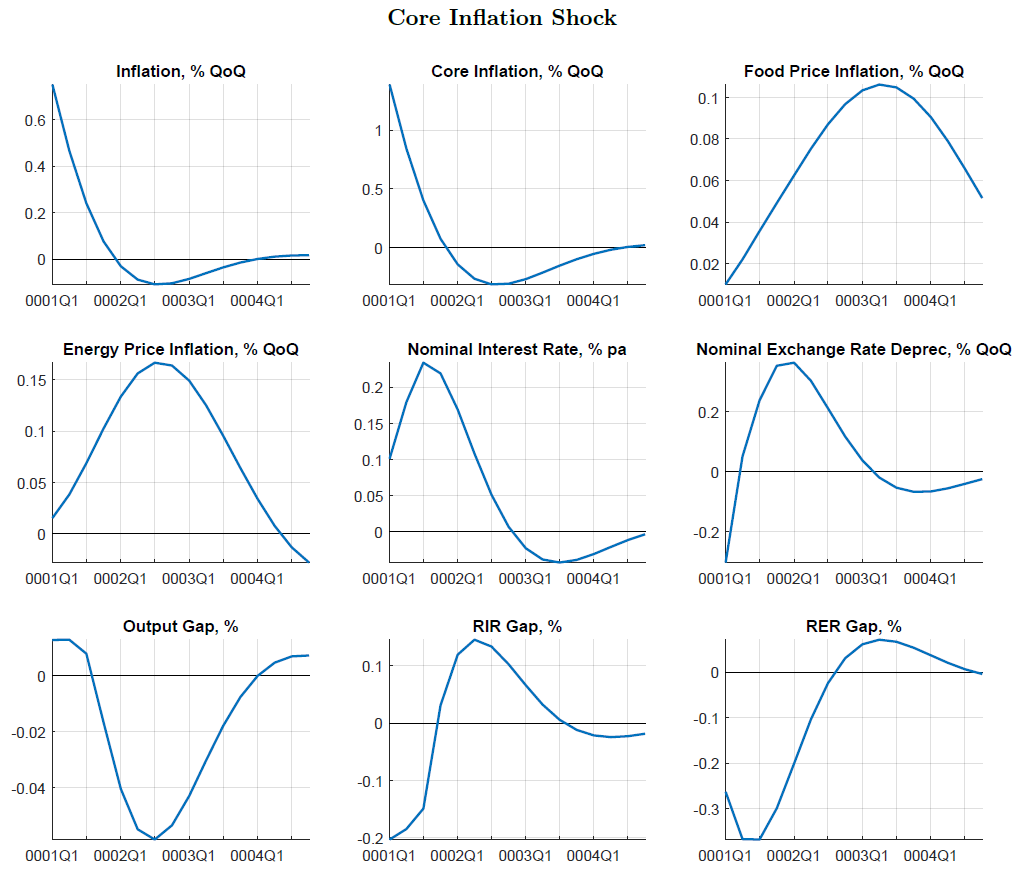 Core Inflation Shock
Inflation, % QoQ
0.6
0.4
0.2
0
0001Q1 0002Q1 0003Q1 0004Q1
Core Inflation, % QoQ
1
0.5
0
0001Q1 0002Q1 0003Q1 0004Q1
Food Price Inflation, % QoQ
0.1
0.08
0.06
0.04
0.02
0001Q1 0002Q1 0003Q1 0004Q1
Energy Price Inflation, % QoQ
0.15
0.1
0.05
0
0001Q1 0002Q1 0003Q1 0004Q1
Nominal Interest Rate, % pa
0.2
0.15
0.1
0.05
0
0001Q1 0002Q1 0003Q1 0004Q1
Nominal Exchange Rate Deprec, % QoQ
0.2
0
-0.2
0001Q1 0002Q1 0003Q1 0004Q1
Output Gap, %
0
-0.02
-0.04
0001Q1 0002Q1 0003Q1 0004Q1
RIR Gap, %
0.1
0
-0.1
-0.2
0001Q1 0002Q1 0003Q1 0004Q1
RER Gap, %
0
-0.1
-0.2
-0.3
0001Q1 0002Q1 0003Q1 0004Q1